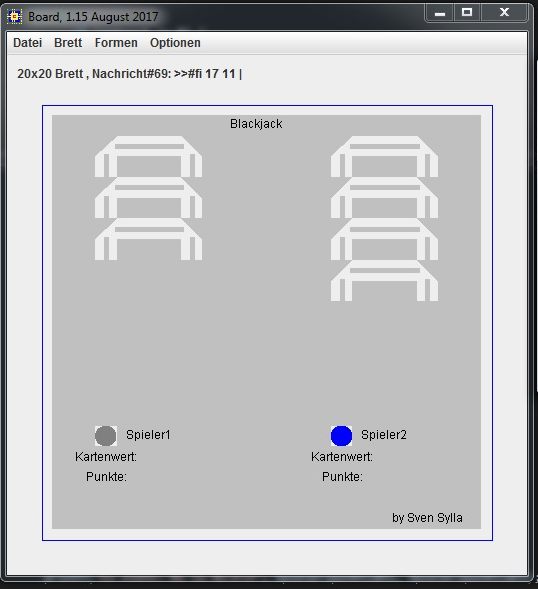 Board, 1.15 August 2017
Datei Brett Formen Optionen
20x20 Brett , Nachricht#69: >>#fi 17 11 |
Blackjack
Spieler1 Spieler2
Kartenwert: Kartenwert:
Punkte: Punkte:
by Sven Sylla